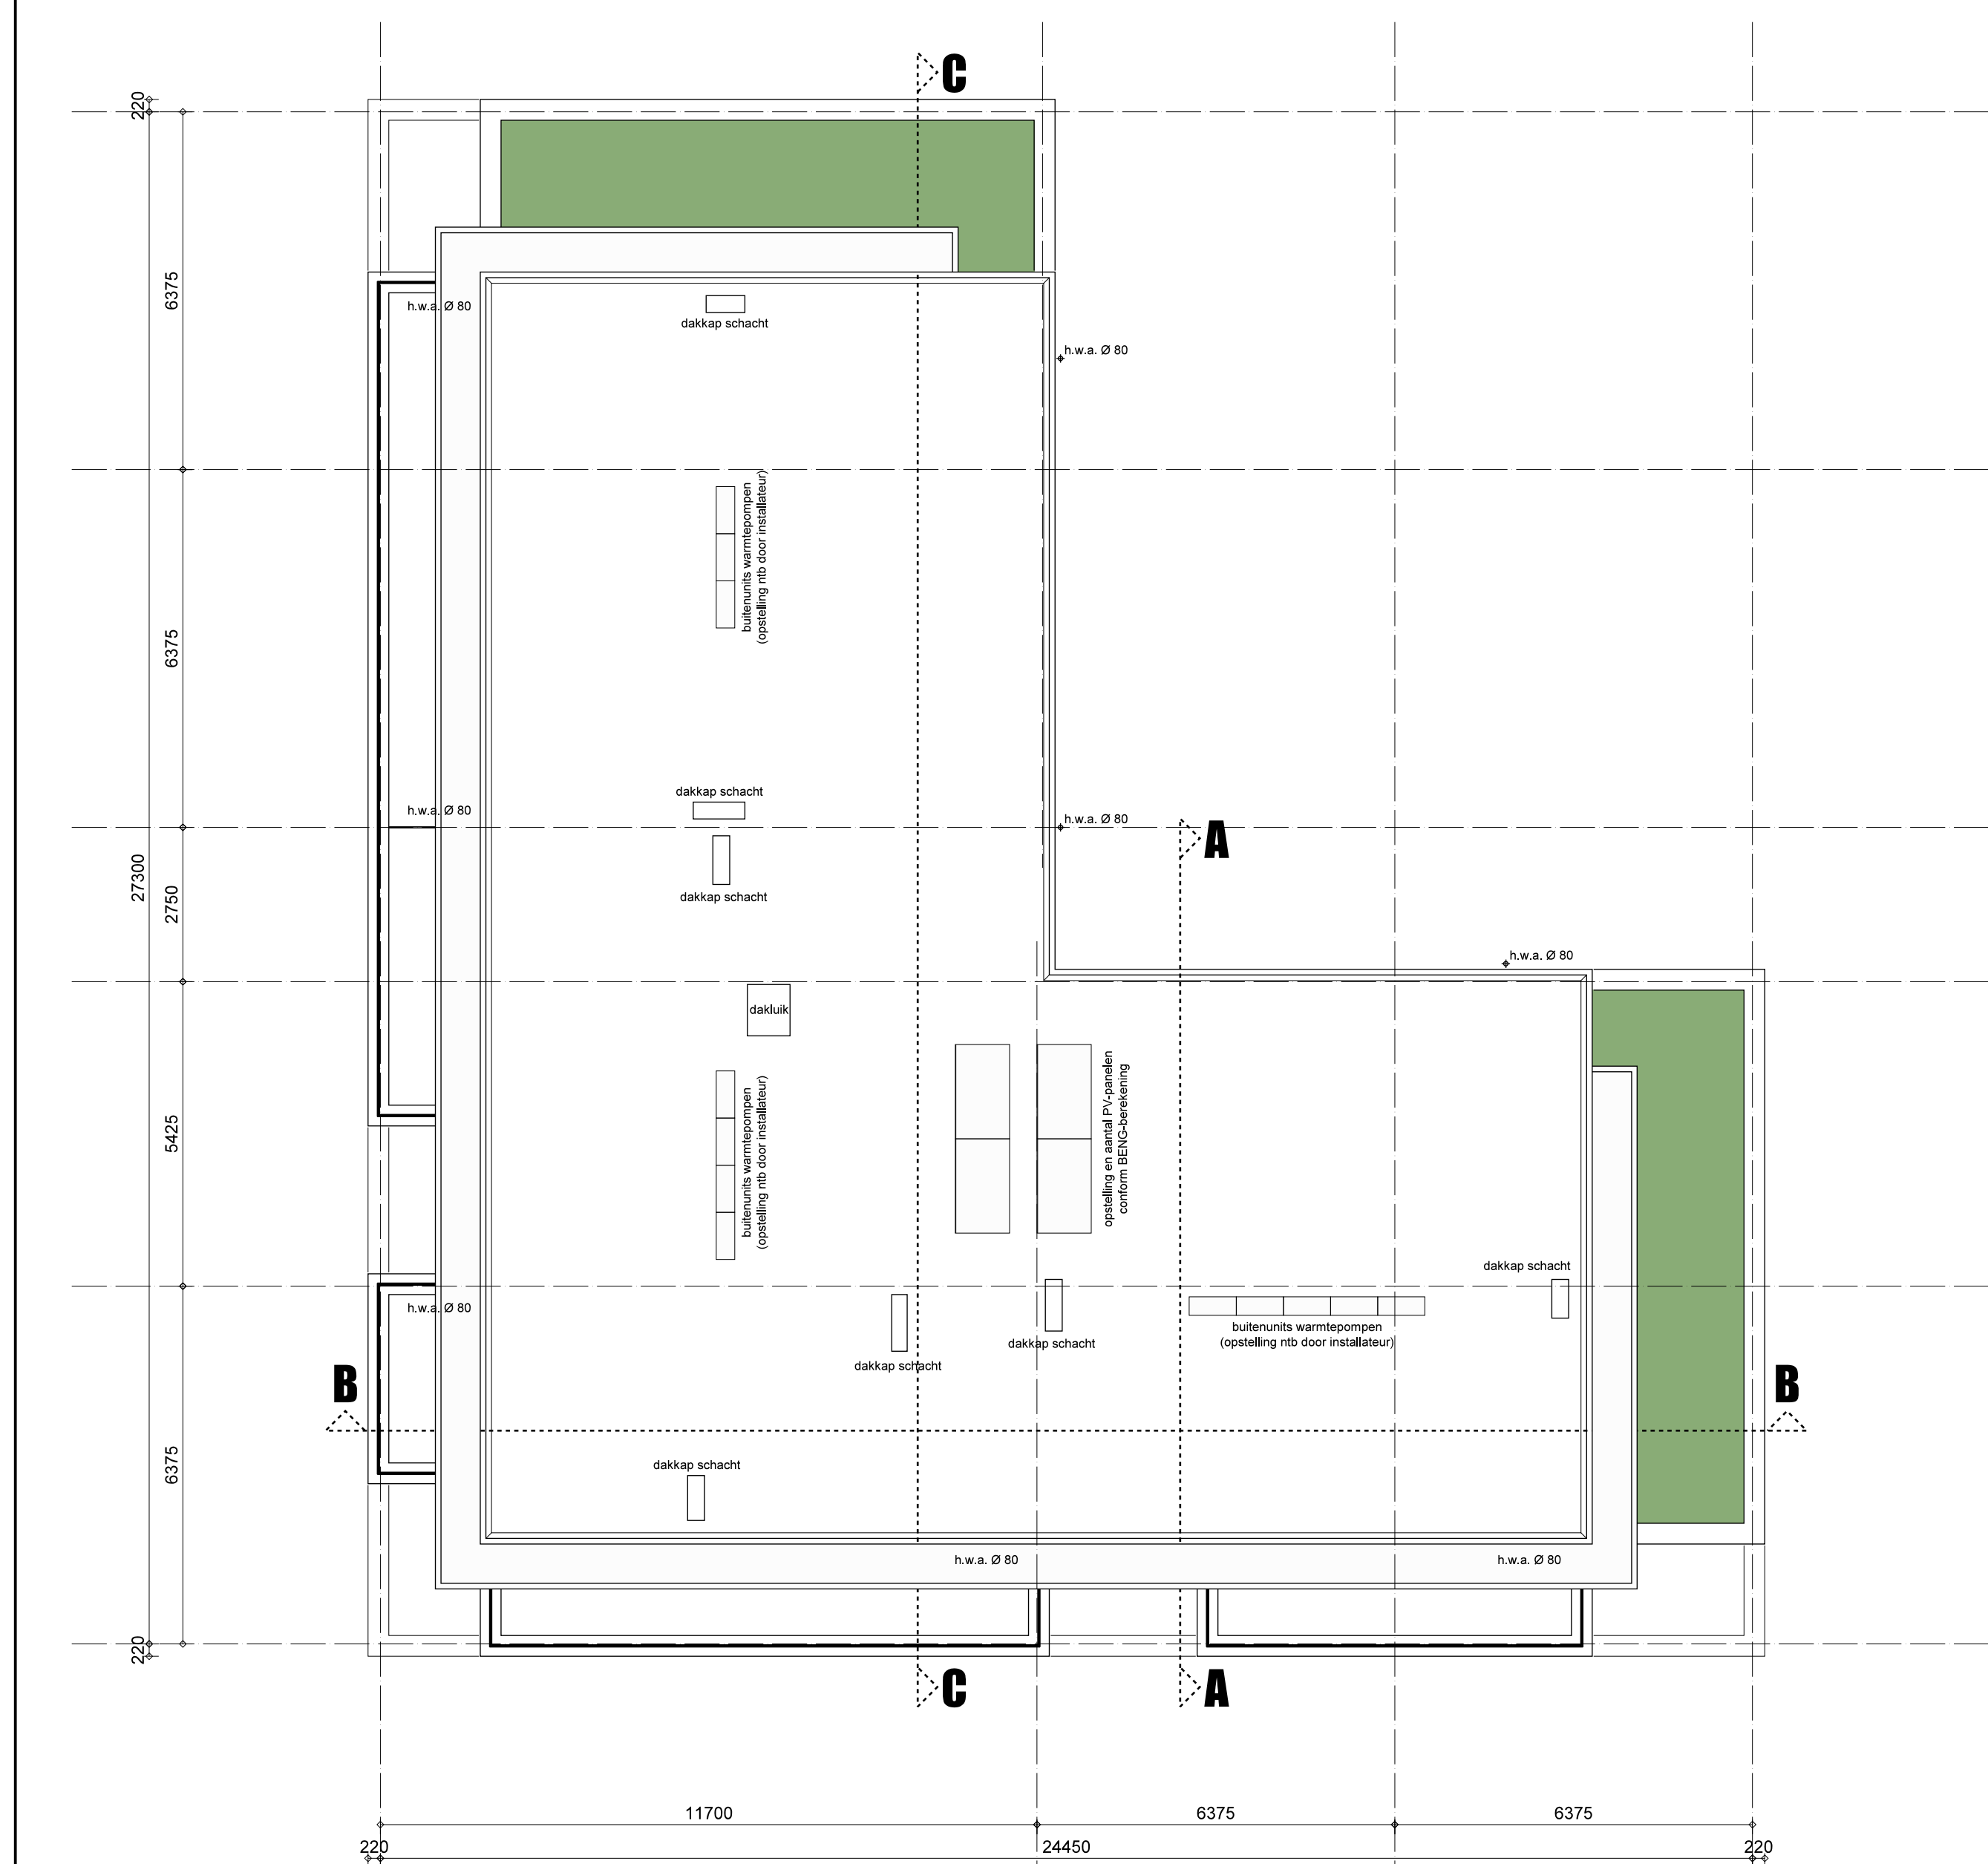 C
220
6375
h.w.a. Ø 80
dakkap schacht
h.w.a. Ø 80
buitenunits warmtepompen
(opstelling ntb door installateur)
6375
dakkap schacht
h.w.a. Ø 80
h.w.a. Ø 80
A
27300
2750
dakkap schacht
h.w.a. Ø 80
dakluik
5425
buitenunits warmtepompen
(opstelling ntb door installateur)
opstelling en aantal PV-panelen
conform BENG-berekening
dakkap schacht
h.w.a. Ø 80
buitenunits warmtepompen
(opstelling ntb door installateur)
dakkap schacht
dakkap schacht
B
B
6375
dakkap schacht
h.w.a. Ø 80
h.w.a. Ø 80
220
C
A
11700
6375
6375
220
24450
220